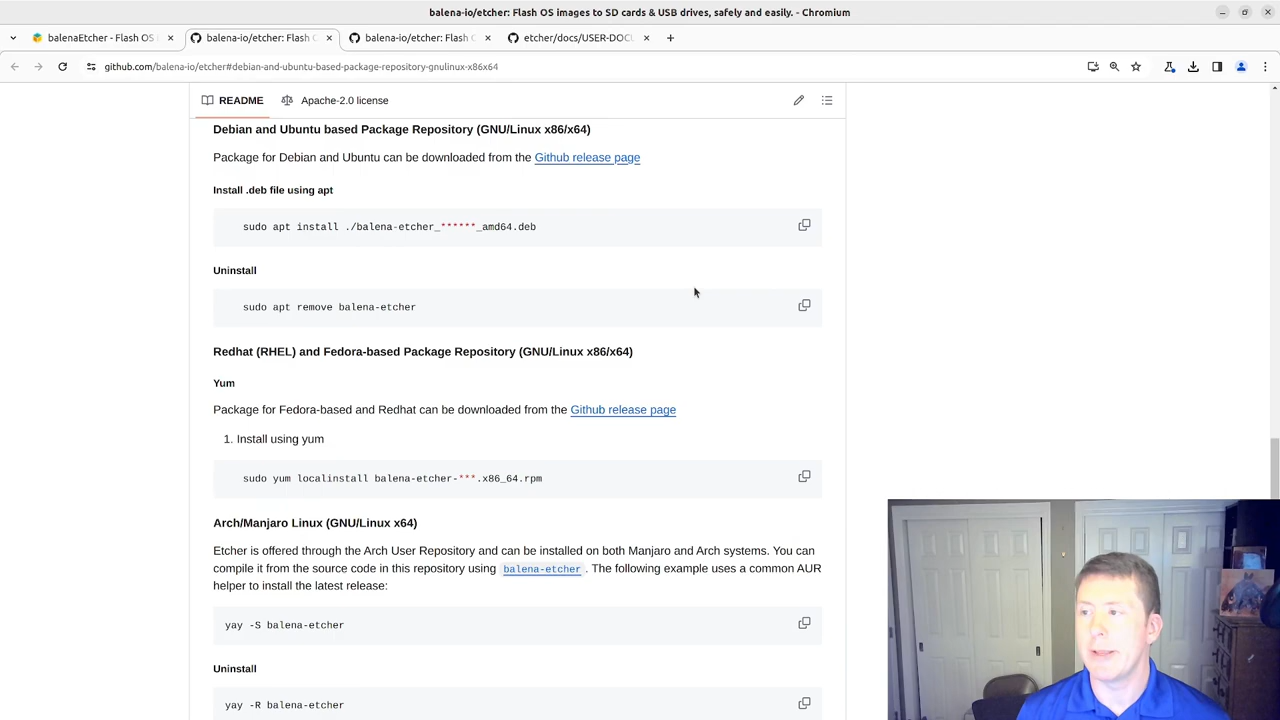 balena-io/etcher: Flash OS images to SD cards & USB drives, safely and easily. - Chromium
balenaEtcher - Flash OS
balena-io/etcher: Flash
balena-io/etcher: Flash
etcher/docs/USER-DOCU
github.com/balena-io/etcher#debian-and-ubuntu-based-package-repository-gnulinux-x86x64
README
Apache-2.0 license
Debian and Ubuntu based Package Repository (GNU/Linux x86/x64)
Package for Debian and Ubuntu can be downloaded from the Github release page
Install .deb file using apt
sudo apt install ./balena-etcher_******_amd64.deb
Uninstall
sudo apt remove balena-etcher
Redhat (RHEL) and Fedora-based Package Repository (GNU/Linux x86/x64)
Yum
Package for Fedora-based and Redhat can be downloaded from the Github release page
1. Install using yum
sudo yum localinstall balena-etcher-***.x86_64.rpm
Arch/Manjaro Linux (GNU/Linux x64)
Etcher is offered through the Arch User Repository and can be installed on both Manjaro and Arch systems. You can
compile it from the source code in this repository using balena-etcher. The following example uses a common AUR
helper to install the latest release:
yay -S balena-etcher
Uninstall
yay -R balena-etcher